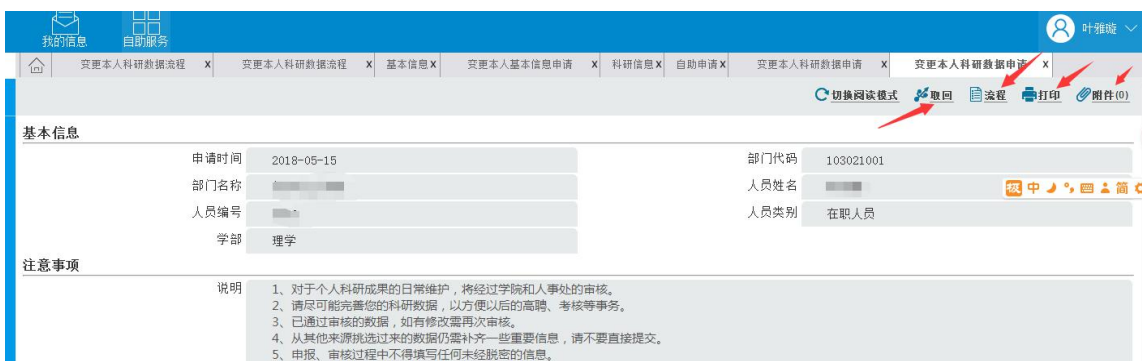 我的信息 自助服务 叶雅璇
变更本人科研数据流程 x 变更本人科研数据流程 x 基本信息 x 变更本人基本信息申请 x 科研信息 x 自助申请 x 变更本人科研数据申请 x 变更本人科研数据申请 x
切换阅读模式 取回 流程 打印 附件(0)
基本信息
申请时间 2018-05-15 部门代码 103021001
部门名称 人员姓名
极 中 简
人员编号 人员类别 在职人员
学部 理学
注意事项
说明 1、对于个人科研成果的日常维护，将经过学院和人事处的审核。
2、请尽可能完善您的科研数据，以方便以后的高聘、考核等事务。
3、已通过审核的数据，如有修改需再次审核。
4、从其他来源挑选过来的数据仍需补齐一些重要信息，请不要直接提交。
5、申报、审核过程中不得填写任何未经脱密的信息。